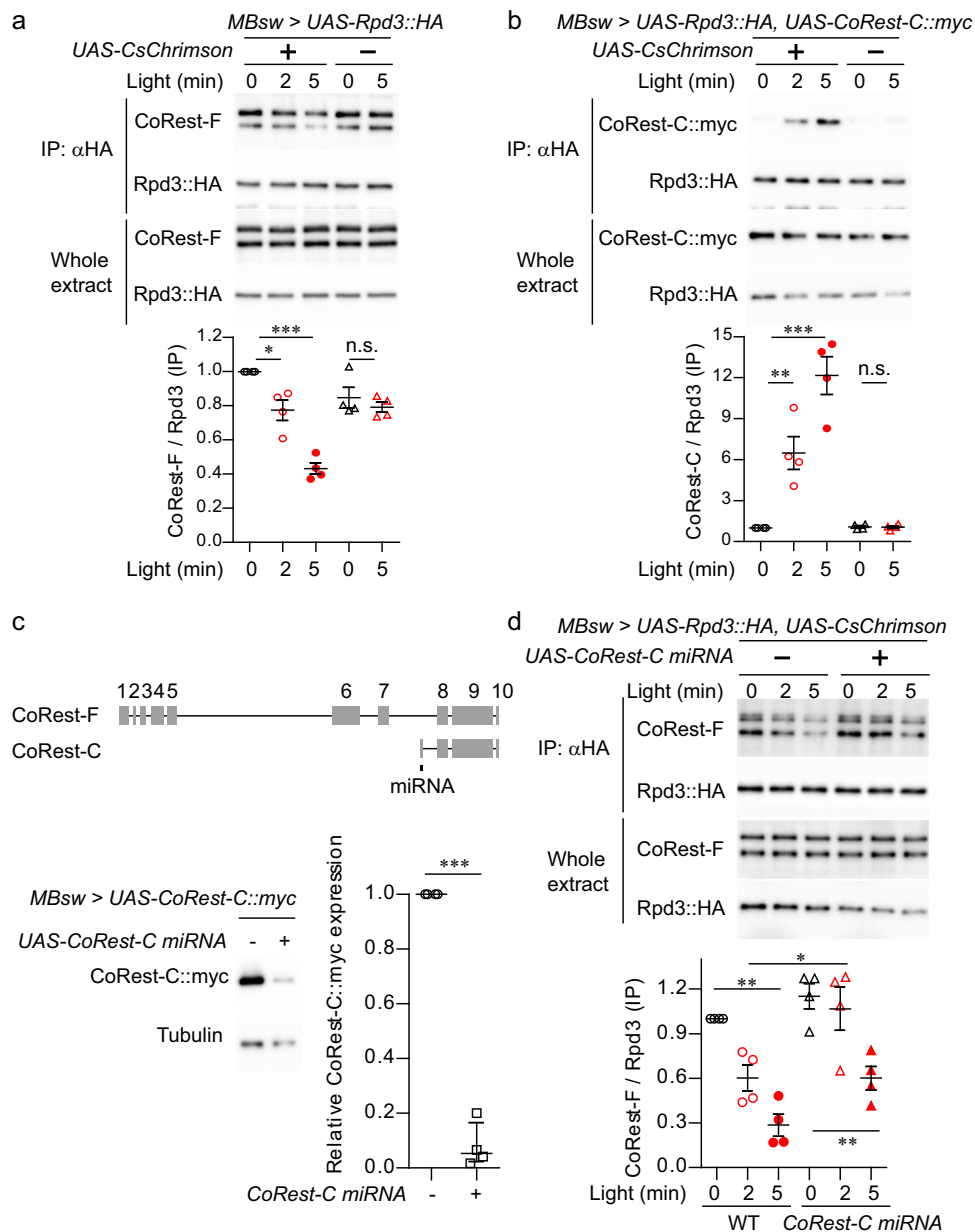 a
MBsw > UAS-Rpd3::HA
UAS-CsChrimson + −
Light (min) 0 2 5 0 5
IP: αHA
CoRest-F
Rpd3::HA
Whole extract
CoRest-F
Rpd3::HA
CoRest-F / Rpd3 (IP)
1.2
1.0
0.8
0.6
0.4
0.2
0.0
*
***
n.s.
Light (min) 0 2 5 0 5
b
MBsw > UAS-Rpd3::HA, UAS-CoRest-C::myc
UAS-CsChrimson + −
Light (min) 0 2 5 0 5
IP: αHA
CoRest-C::myc
Rpd3::HA
Whole extract
CoRest-C::myc
Rpd3::HA
CoRest-C / Rpd3 (IP)
15
12
9
6
3
0
**
***
n.s.
Light (min) 0 2 5 0 5
c
12345 6 7 8 9 10
CoRest-F
CoRest-C
miRNA
MBsw > UAS-CoRest-C::myc
UAS-CoRest-C miRNA - +
CoRest-C::myc
Tubulin
Relative CoRest-C::myc expression
1.0
0.8
0.6
0.4
0.2
0.0
***
CoRest-C miRNA - +
d
MBsw > UAS-Rpd3::HA, UAS-CsChrimson
UAS-CoRest-C miRNA − +
Light (min) 0 2 5 0 2 5
IP: αHA
CoRest-F
Rpd3::HA
Whole extract
CoRest-F
Rpd3::HA
CoRest-F / Rpd3 (IP)
1.2
0.9
0.6
0.3
0.0
**
*
**
Light (min) 0 2 5 0 2 5
WT CoRest-C miRNA